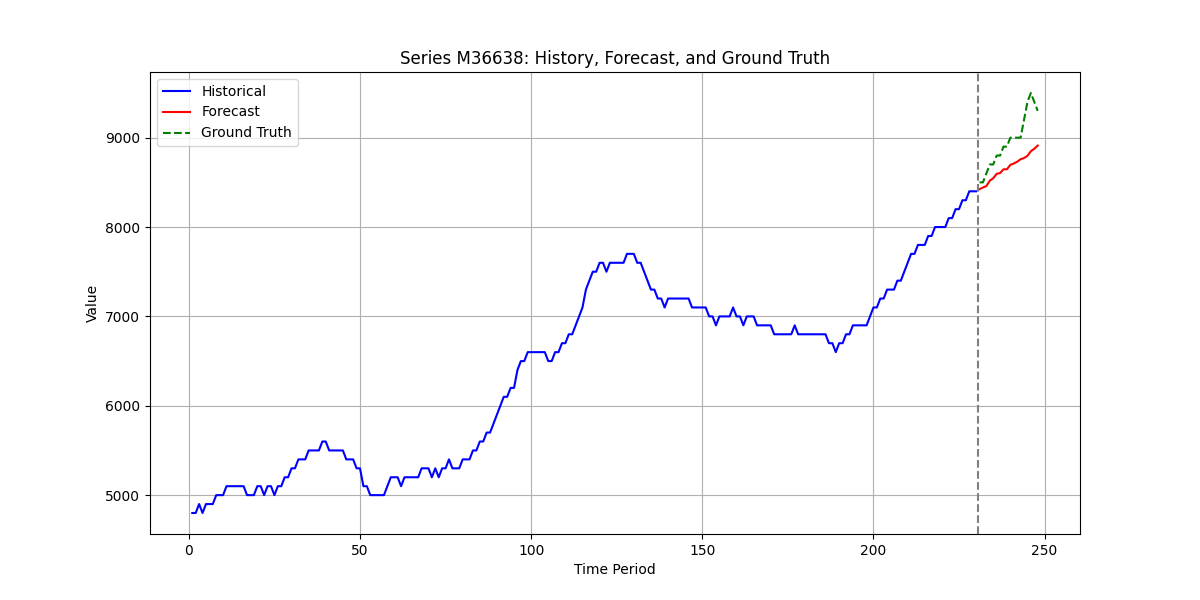 Series M36638: History, Forecast, and Ground Truth
Historical
Forecast
Ground Truth
9000
8000
7000
6000
5000
Value
0 50 100 150 200 250
Time Period